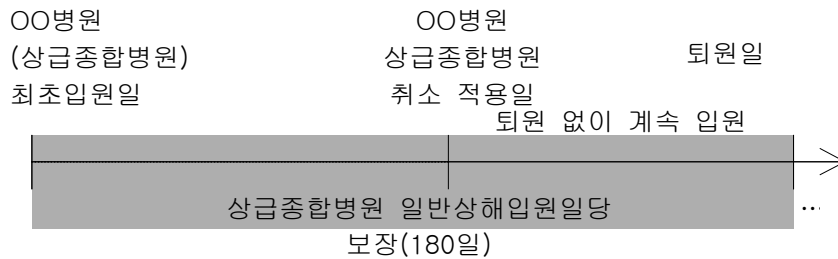 OO병원
(상급종합병원)
최초입원일
OO병원
상급종합병원
취소 적용일
퇴원일
퇴원 없이 계속 입원
상급종합병원 일반상해입원일당
…
보장(180일)